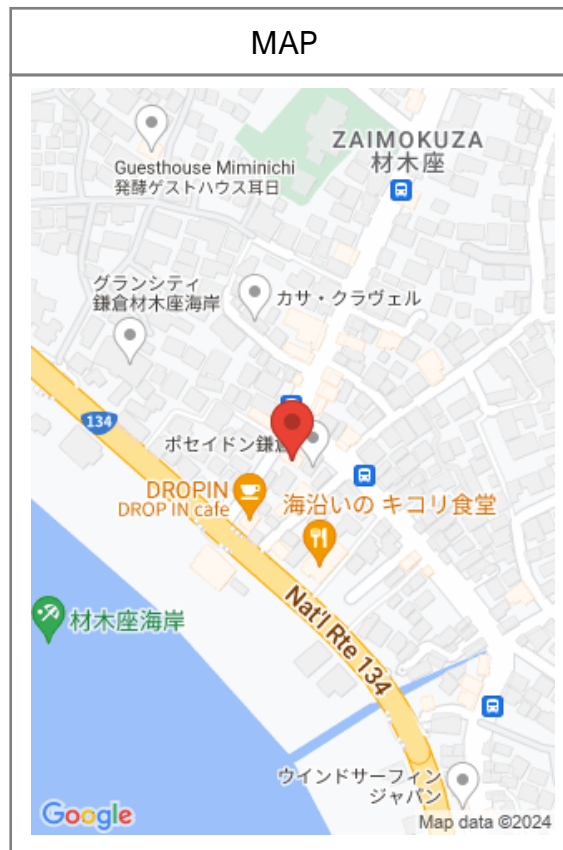 MAP
ZAIMOKUZA
材木座
Guesthouse Miminichi
発酵ゲストハウス耳日
グランシティ
鎌倉材木座海岸
カサ・クラヴェル
134
ポセイドン鎌倉
DROPIN
DROP IN cafe
海沿いの キコリ食堂
Nat'l Rte 134
材木座海岸
ウインドサーフィン
ジャパン
Google
Map data ©2024